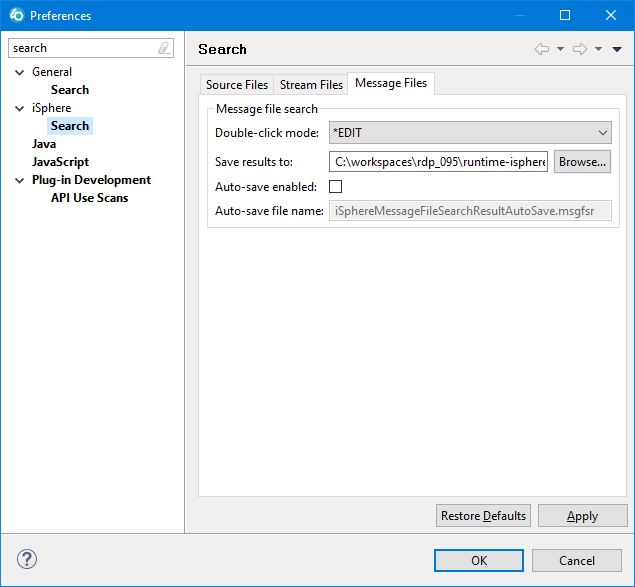 Preferences
search
General
Search
iSphere
Search
Java
JavaScript
Plug-in Development
API Use Scans
Search
Source Files Stream Files Message Files
Message file search
Double-click mode: *EDIT
Save results to: C:\workspaces\rdp_095\runtime-isphere Browse...
Auto-save enabled:
Auto-save file name: iSphereMessageFileSearchResultAutoSave.msgfsr
Restore Defaults Apply
? OK Cancel